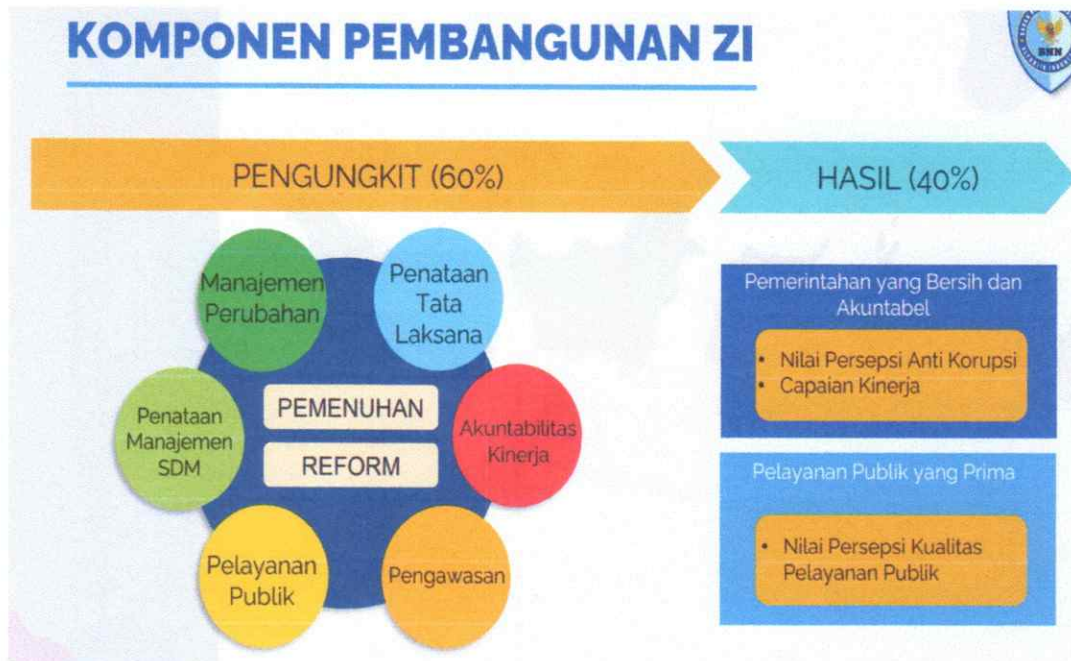 KOMPONEN PEMBANGUNAN ZI
BNN
PENGUNGKIT (60%)
HASIL (40%)
Manajemen
Perubahan
Penataan
Tata
Laksana
Penataan
Manajemen
SDM
PEMENUHAN
REFORM
Akuntabilitas
Kinerja
Pelayanan
Publik
Pengawasan
Pemerintahan yang Bersih dan
Akuntabel
• Nilai Persepsi Anti Korupsi
• Capaian Kinerja
Pelayanan Publik yang Prima
• Nilai Persepsi Kualitas
Pelayanan Publik